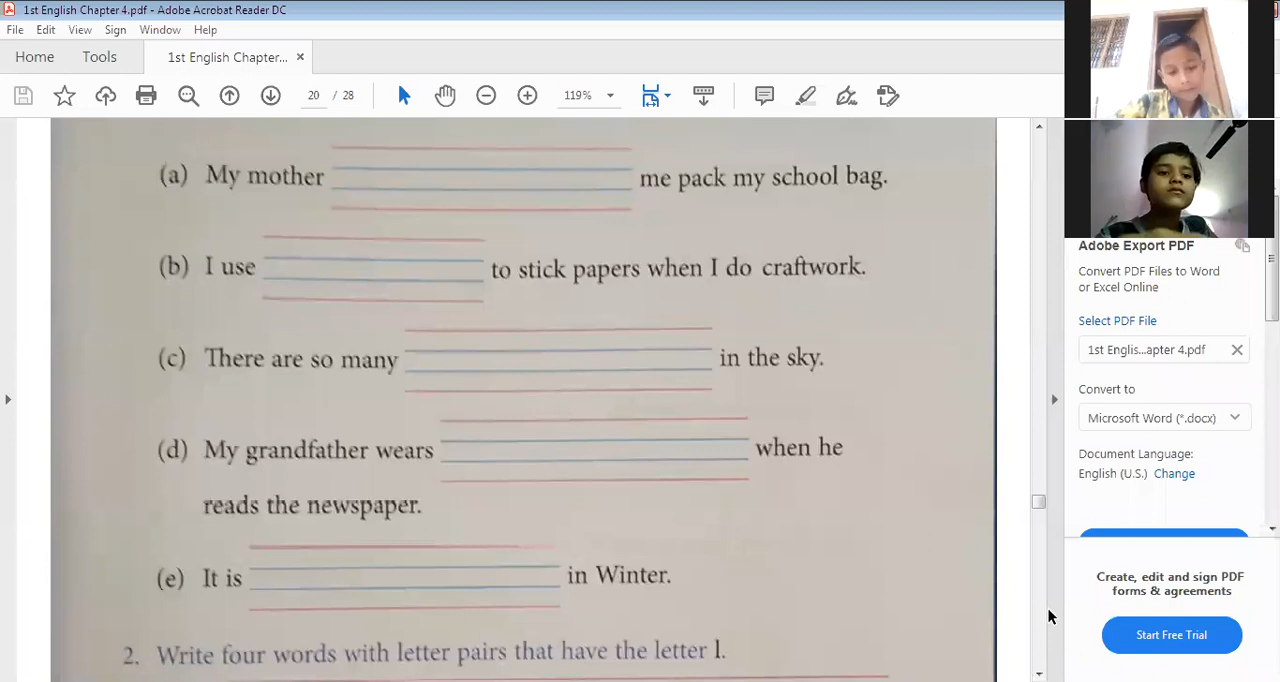 1st English Chapter 4.pdf - Adobe Acrobat Reader DC
File Edit View Sign Window Help
Home Tools 1st English Chapter... ×
20 / 28 119%
(a) My mother me pack my school bag.
(b) I use to stick papers when I do craftwork.
(c) There are so many in the sky.
(d) My grandfather wears when he
reads the newspaper.
(e) It is in Winter.
2. Write four words with letter pairs that have the letter l.
Adobe Export PDF
Convert PDF Files to Word
or Excel Online
Select PDF File
1st Englis...apter 4.pdf
Convert to
Microsoft Word (*.docx)
Document Language:
English (U.S.) Change
Create, edit and sign PDF
forms & agreements
Start Free Trial